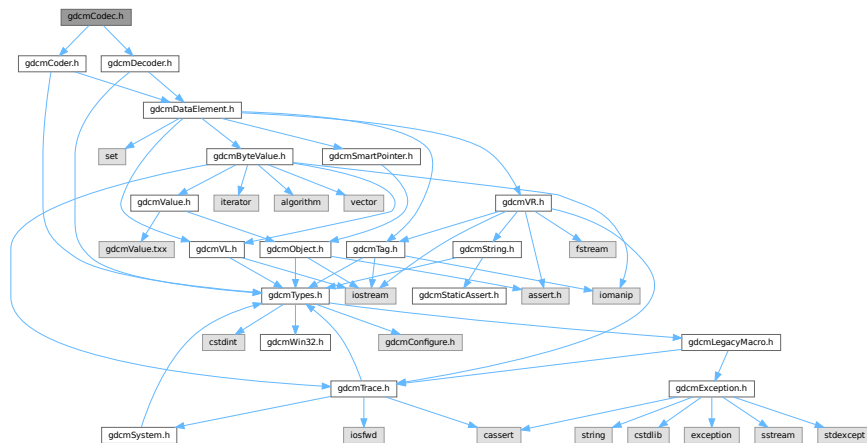 gdcmCodec.h
gdcmCoder.h
gdcmDecoder.h
gdcmDataElement.h
set
gdcmByteValue.h
gdcmSmartPointer.h
gdcmValue.h
iterator
algorithm
vector
gdcmVR.h
gdcmValue.txx
gdcmVL.h
gdcmObject.h
gdcmTag.h
gdcmString.h
fstream
gdcmTypes.h
iostream
gdcmStaticAssert.h
assert.h
iomanip
cstdint
gdcmWin32.h
gdcmConfigure.h
gdcmLegacyMacro.h
gdcmTrace.h
gdcmException.h
gdcmSystem.h
iosfwd
cassert
string
cstdlib
exception
sstream
stdexcept